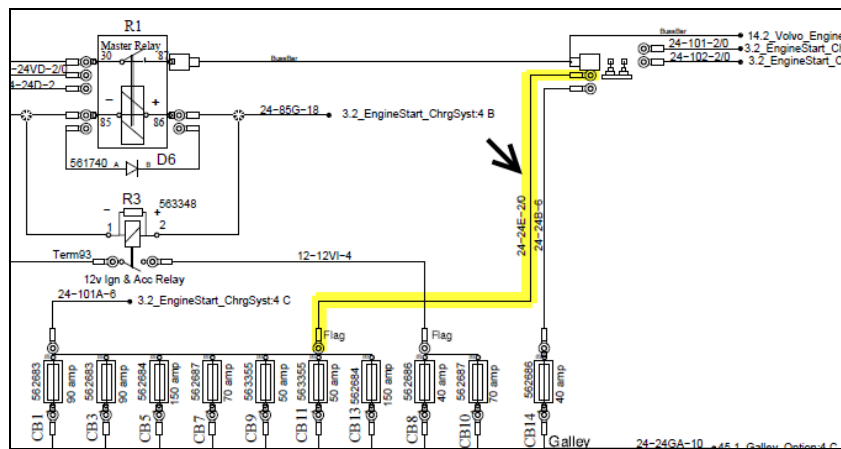 R1
Master Relay
30
87
BussBar
BussBar
14.2_Volvo_Engine
24-101-2/0
3.2_EngineStart_Ch
24-102-2/0
3.2_EngineStart_C
-24VD-2/0
4-24D-2
−
+
85
86
24-85G-18
3.2_EngineStart_ChrgSyst:4 B
561740
A
B
D6
R3
−
+
563348
1
2
24-24E-2/0
24-24B-6
Term93
12-12VI-4
12v Ign & Acc Relay
24-101A-6
3.2_EngineStart_ChrgSyst:4 C
Flag
Flag
562683
90 amp
562683
90 amp
562684
150 amp
562687
70 amp
563355
50 amp
563355
50 amp
562684
150 amp
562686
40 amp
562687
70 amp
562686
40 amp
CB1
CB3
CB5
CB7
CB9
CB11
CB13
CB8
CB10
CB14
Galley
24-24GA-10
45.1_Galley_Option:4 C